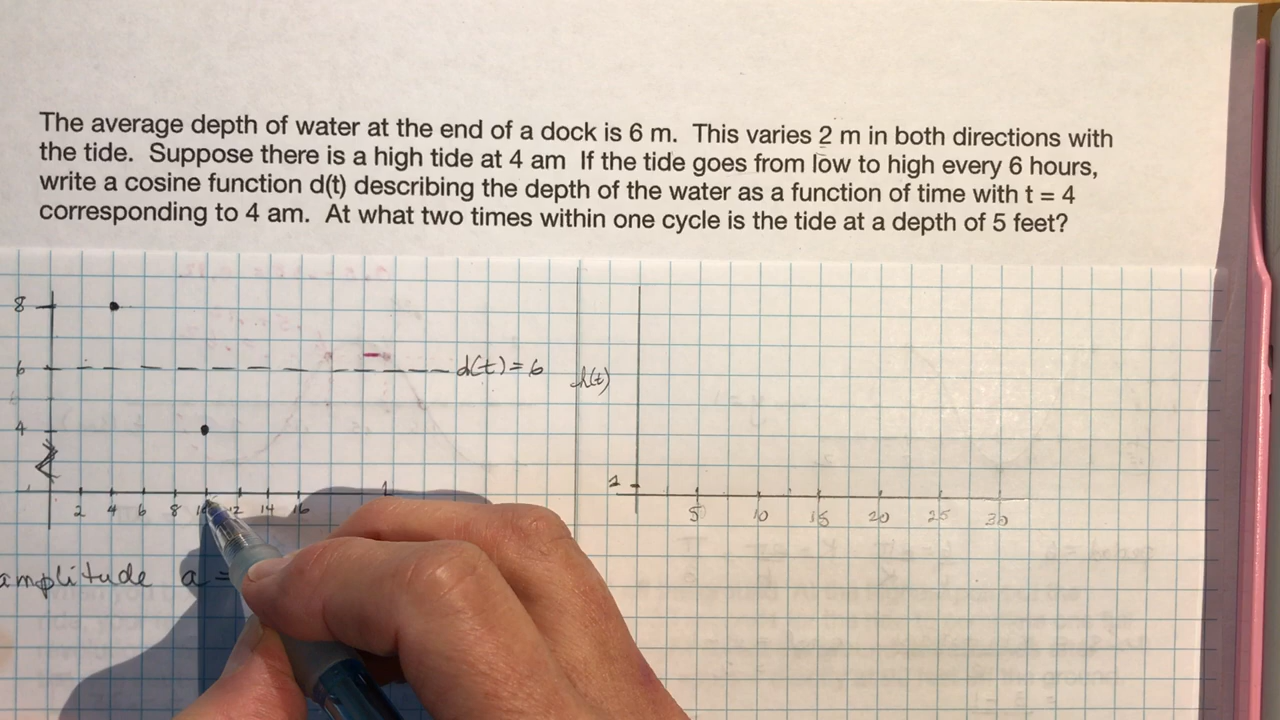 The average depth of water at the end of a dock is 6 m. This varies 2 m in both directions with
the tide. Suppose there is a high tide at 4 am If the tide goes from low to high every 6 hours,
write a cosine function d(t) describing the depth of the water as a function of time with t = 4
corresponding to 4 am. At what two times within one cycle is the tide at a depth of 5 feet?
8
6 d(t) = 6
h(t)
4
2 4 6 8 10 12 14 16
5 10 15 20 25 30
amplitude a =